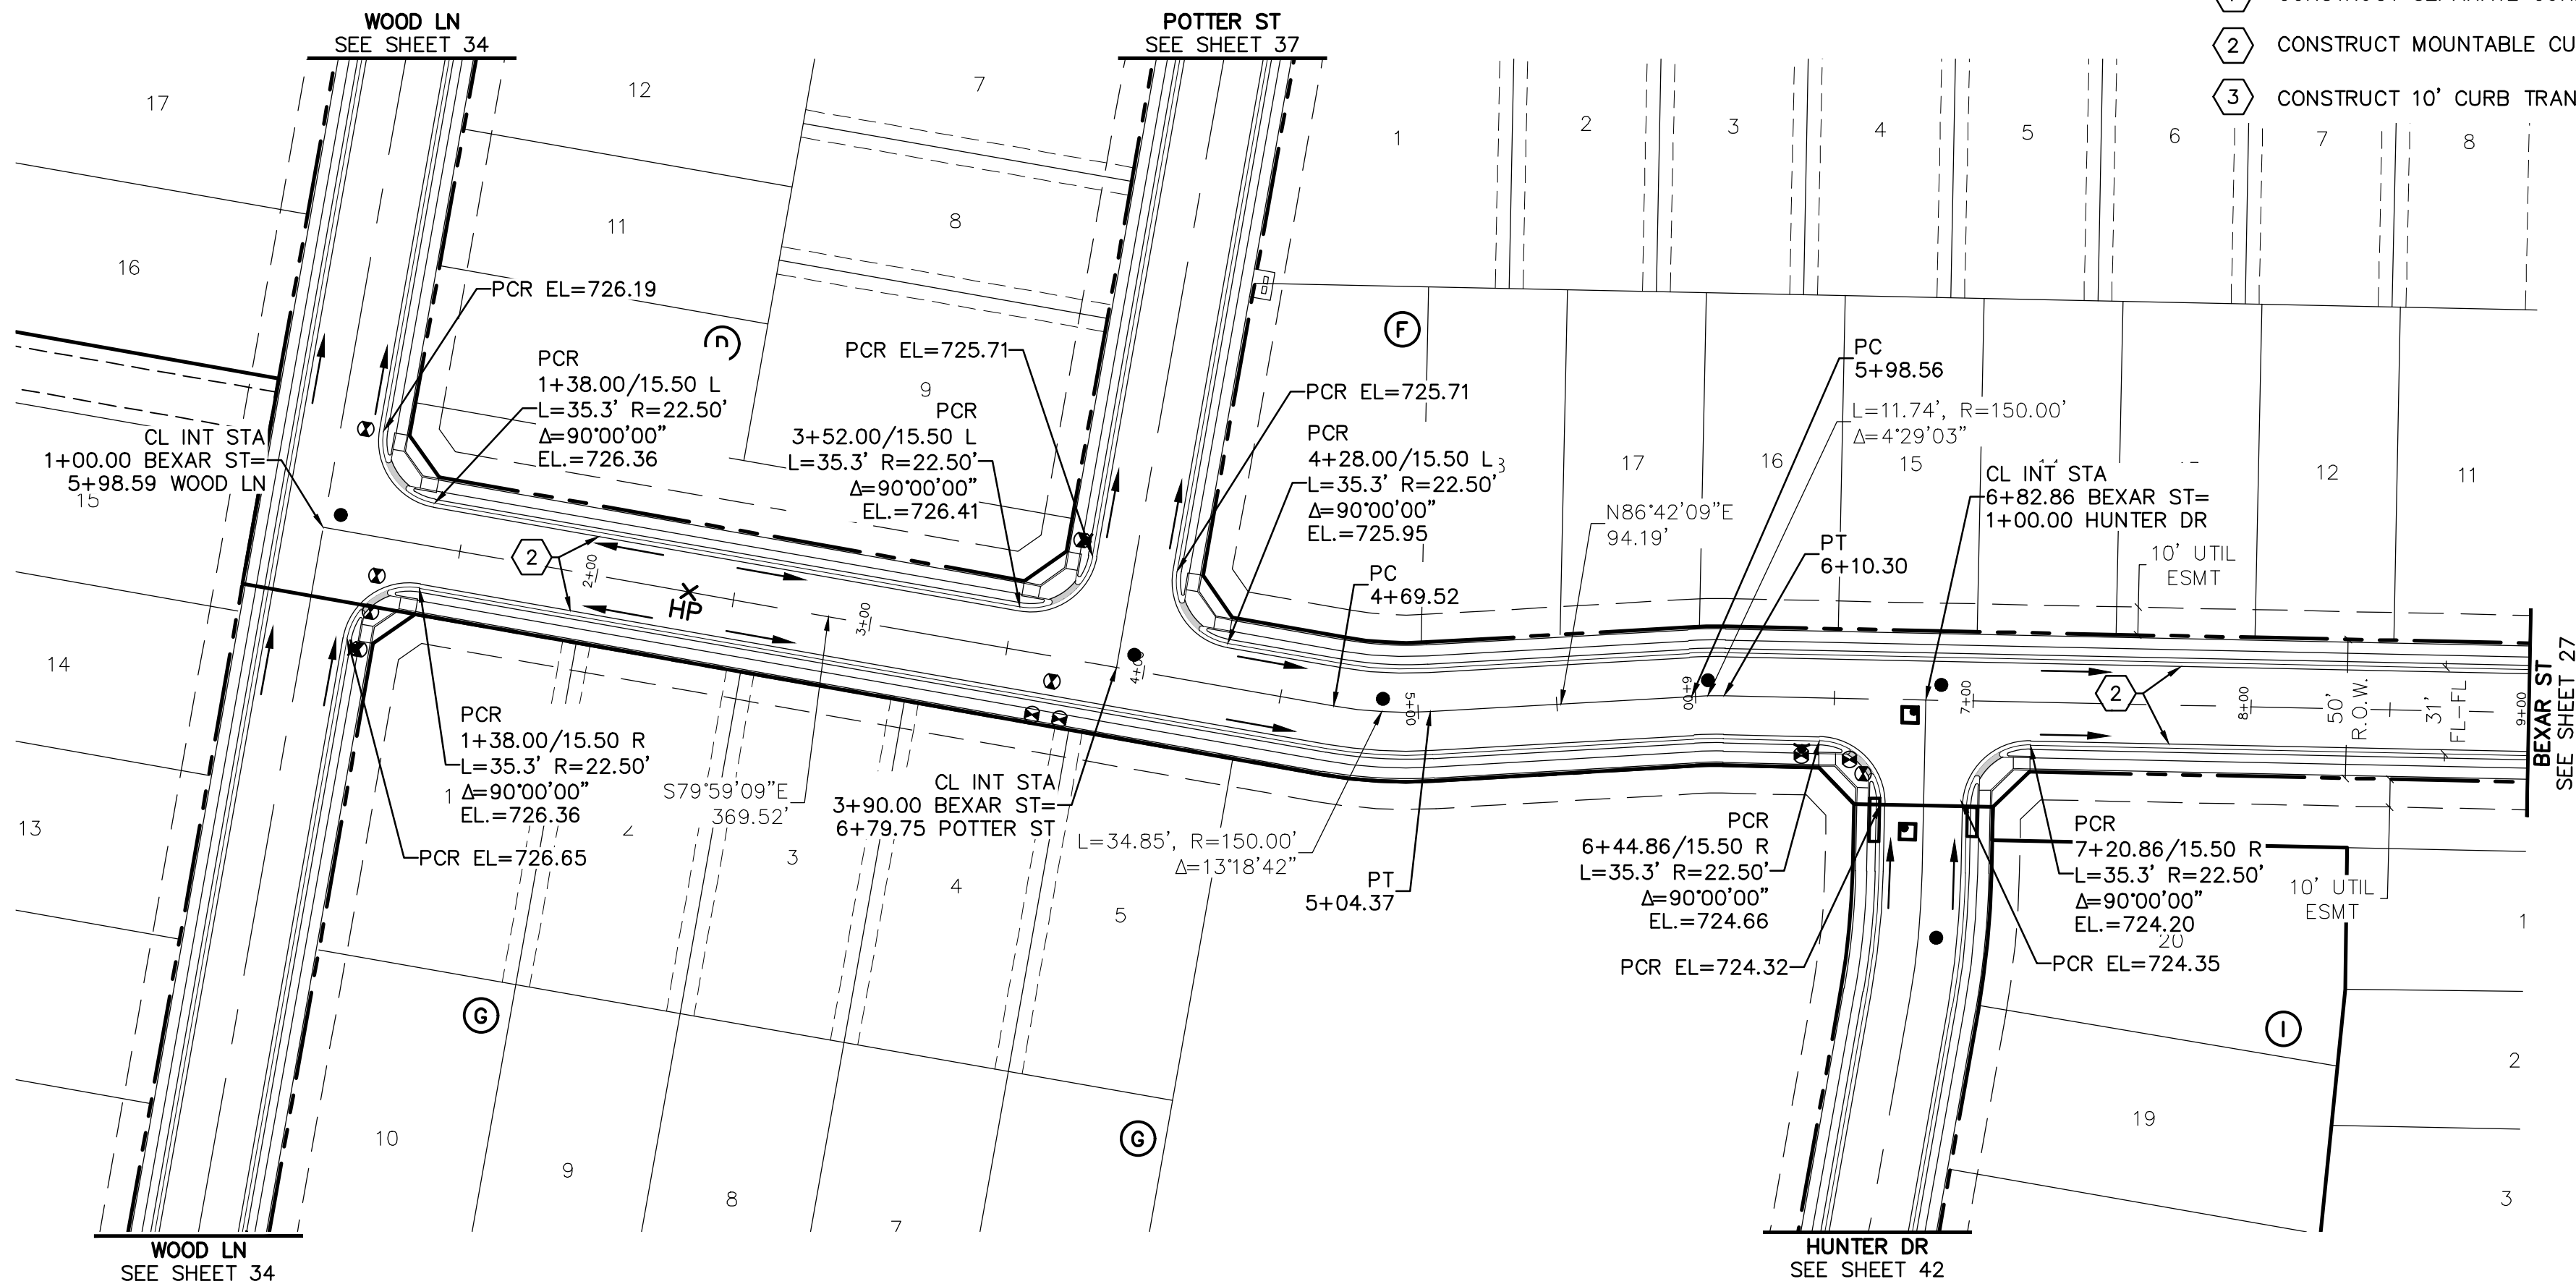 WOOD LN
SEE SHEET 34
POTTER ST
SEE SHEET 37
2 CONSTRUCT MOUNTABLE CU
3 CONSTRUCT 10' CURB TRAN
17
12
7
1
2
3
4
5
6
7
8
16
11
8
PCR EL=726.19
PCR
1+38.00/15.50 L
L=35.3' R=22.50'
Δ=90°00'00"
EL.=726.36
PCR EL=725.71
9
PCR
3+52.00/15.50 L
L=35.3' R=22.50'
Δ=90°00'00"
EL.=726.41
F
PCR EL=725.71
PCR
4+28.00/15.50 L
L=35.3' R=22.50'
Δ=90°00'00"
EL.=725.95
PC
5+98.56
L=11.74', R=150.00'
Δ=4°29'03"
17
16
15
12
11
CL INT STA
1+00.00 BEXAR ST=
5+98.59 WOOD LN
15
CL INT STA
6+82.86 BEXAR ST=
1+00.00 HUNTER DR
N86°42'09"E
94.19'
PT
6+10.30
10' UTIL
ESMT
PC
4+69.52
2
2+00
HP
3+00
4+00
5+00
6+00
7+00
8+00
9+00
2
50'
R.O.W.
31'
FL-FL
BEXAR ST
SEE SHEET 27
14
13
PCR
1+38.00/15.50 R
L=35.3' R=22.50'
Δ=90°00'00"
EL.=726.36
1
PCR EL=726.65
2
S79°59'09"E
369.52'
3
CL INT STA
3+90.00 BEXAR ST=
6+79.75 POTTER ST
4
5
L=34.85', R=150.00'
Δ=13°18'42"
PT
5+04.37
PCR
6+44.86/15.50 R
L=35.3' R=22.50'
Δ=90°00'00"
EL.=724.66
PCR EL=724.32
PCR
7+20.86/15.50 R
L=35.3' R=22.50'
Δ=90°00'00"
EL.=724.20
20
PCR EL=724.35
10' UTIL
ESMT
1
G
I
2
10
9
8
7
G
19
3
WOOD LN
SEE SHEET 34
HUNTER DR
SEE SHEET 42